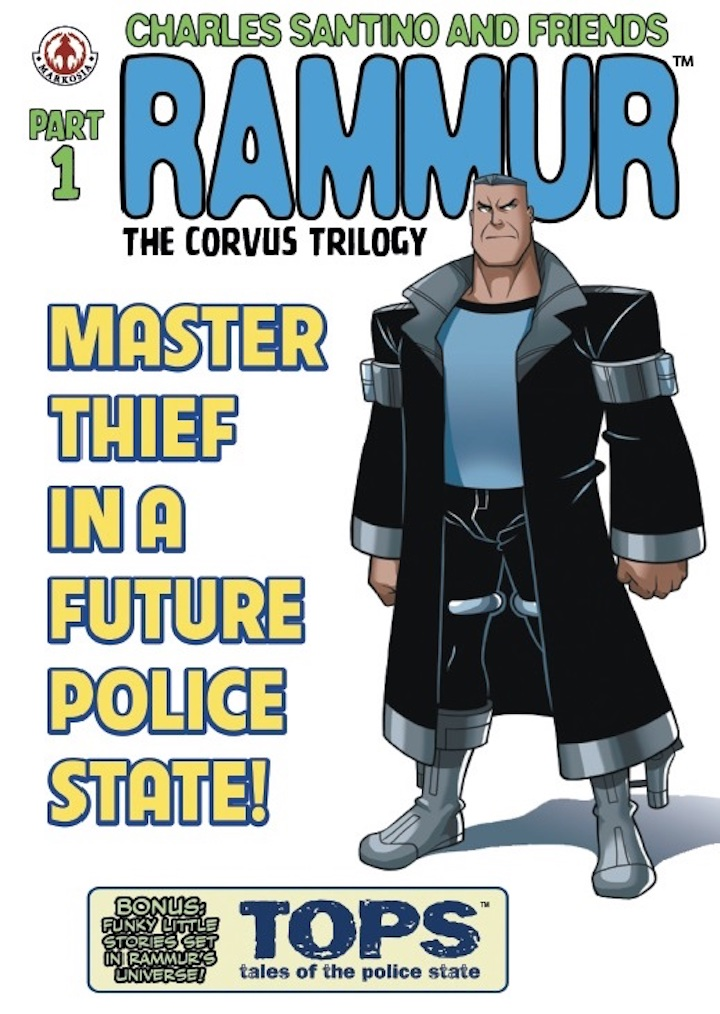 CHARLES SANTINO AND FRIENDS
MARKOSIA
RAMMUR™
PART
1
THE CORVUS TRILOGY
MASTER
THIEF
IN A
FUTURE
POLICE
STATE!
BONUS:
FUNKY LITTLE
STORIES SET
IN RAMMUR'S
UNIVERSE!
TOPS™
tales of the police state